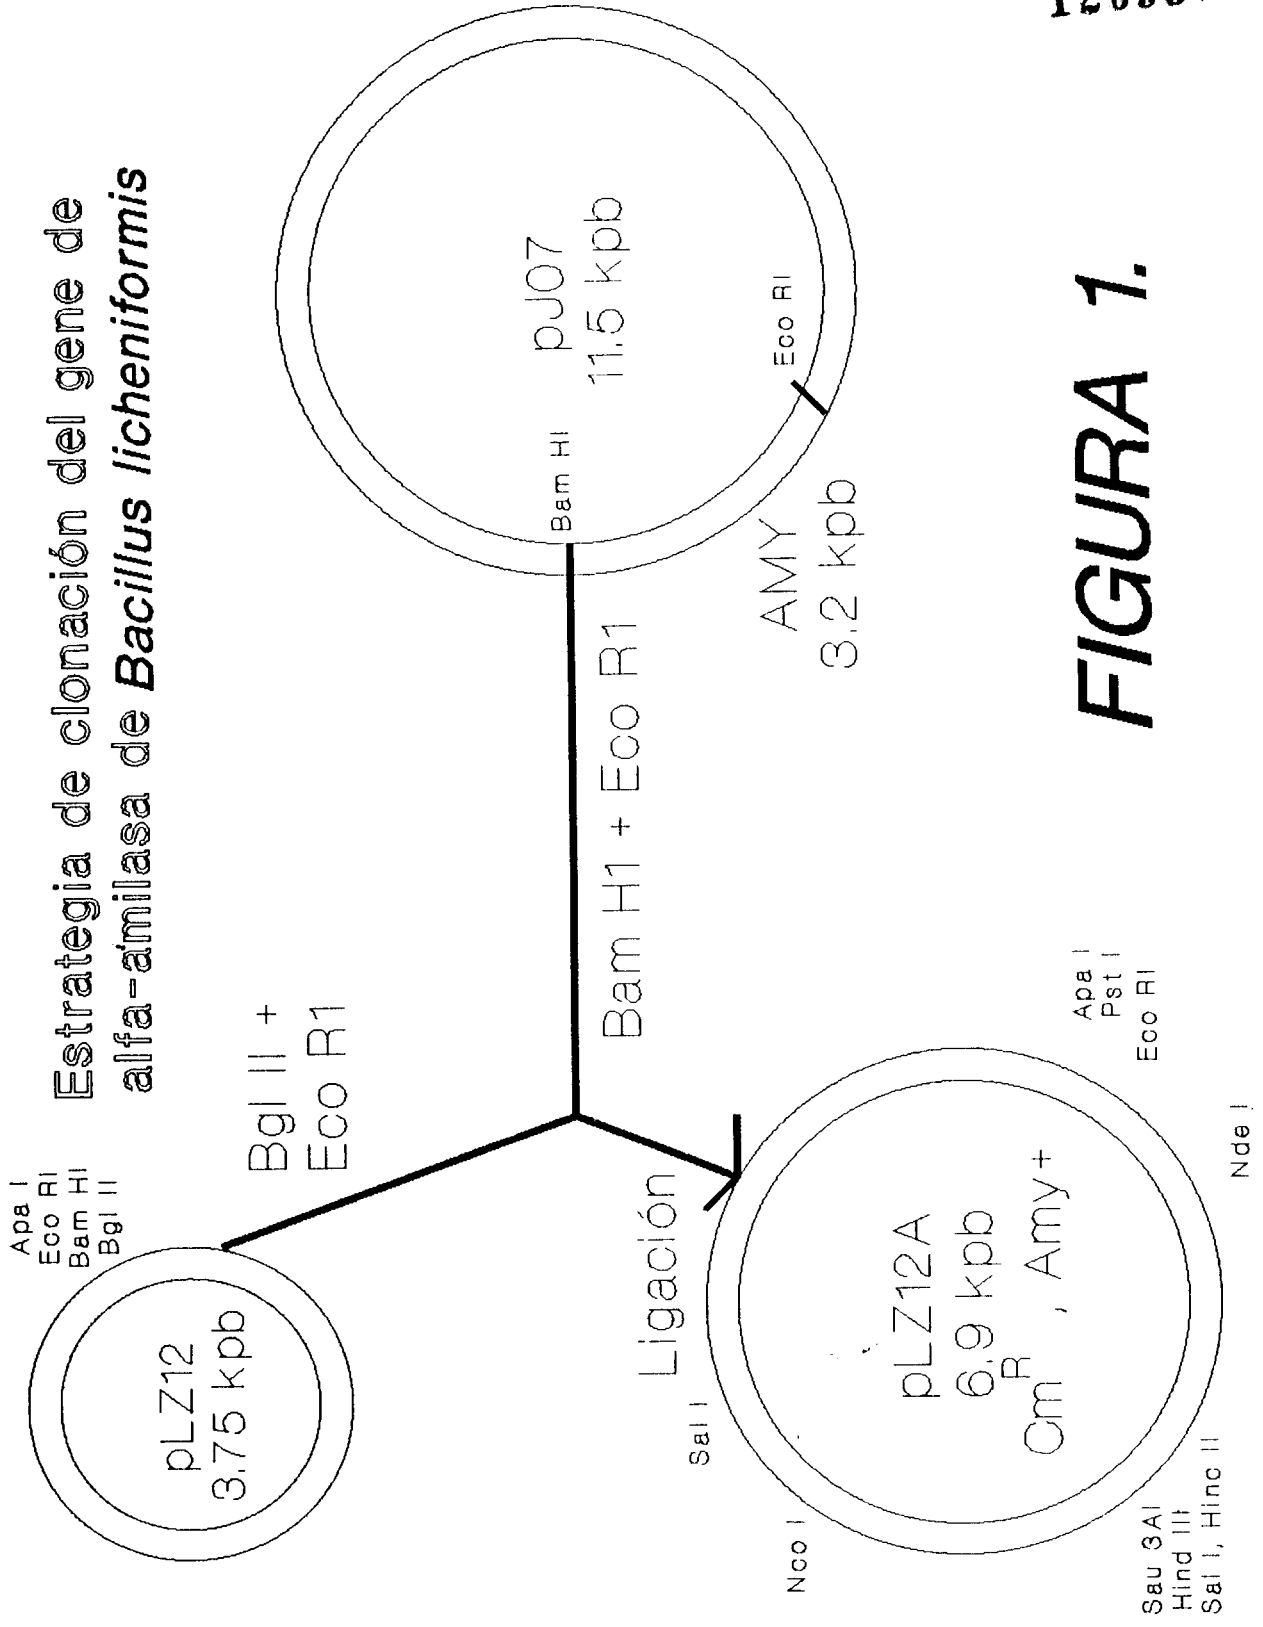 Estrategia de clonación del gene de
alfa-amilasa de Bacillus licheniformis
Apa I
Eco RI
Bam HI
Bgl II
pLZ12
3.75 kpb
Bgl II +
Eco R1
pJ07
11.5 kpb
Bam HI
Eco RI
AMY
3.2 kpb
Bam H1 + Eco R1
Ligación
Sal I
Nco I
pLZ12A
6.9 kpb
Cm R , Amy+
Apa I
Pst I
Eco RI
Nde I
Sau 3AI
Hind III
Sal I, Hinc II
FIGURA 1.